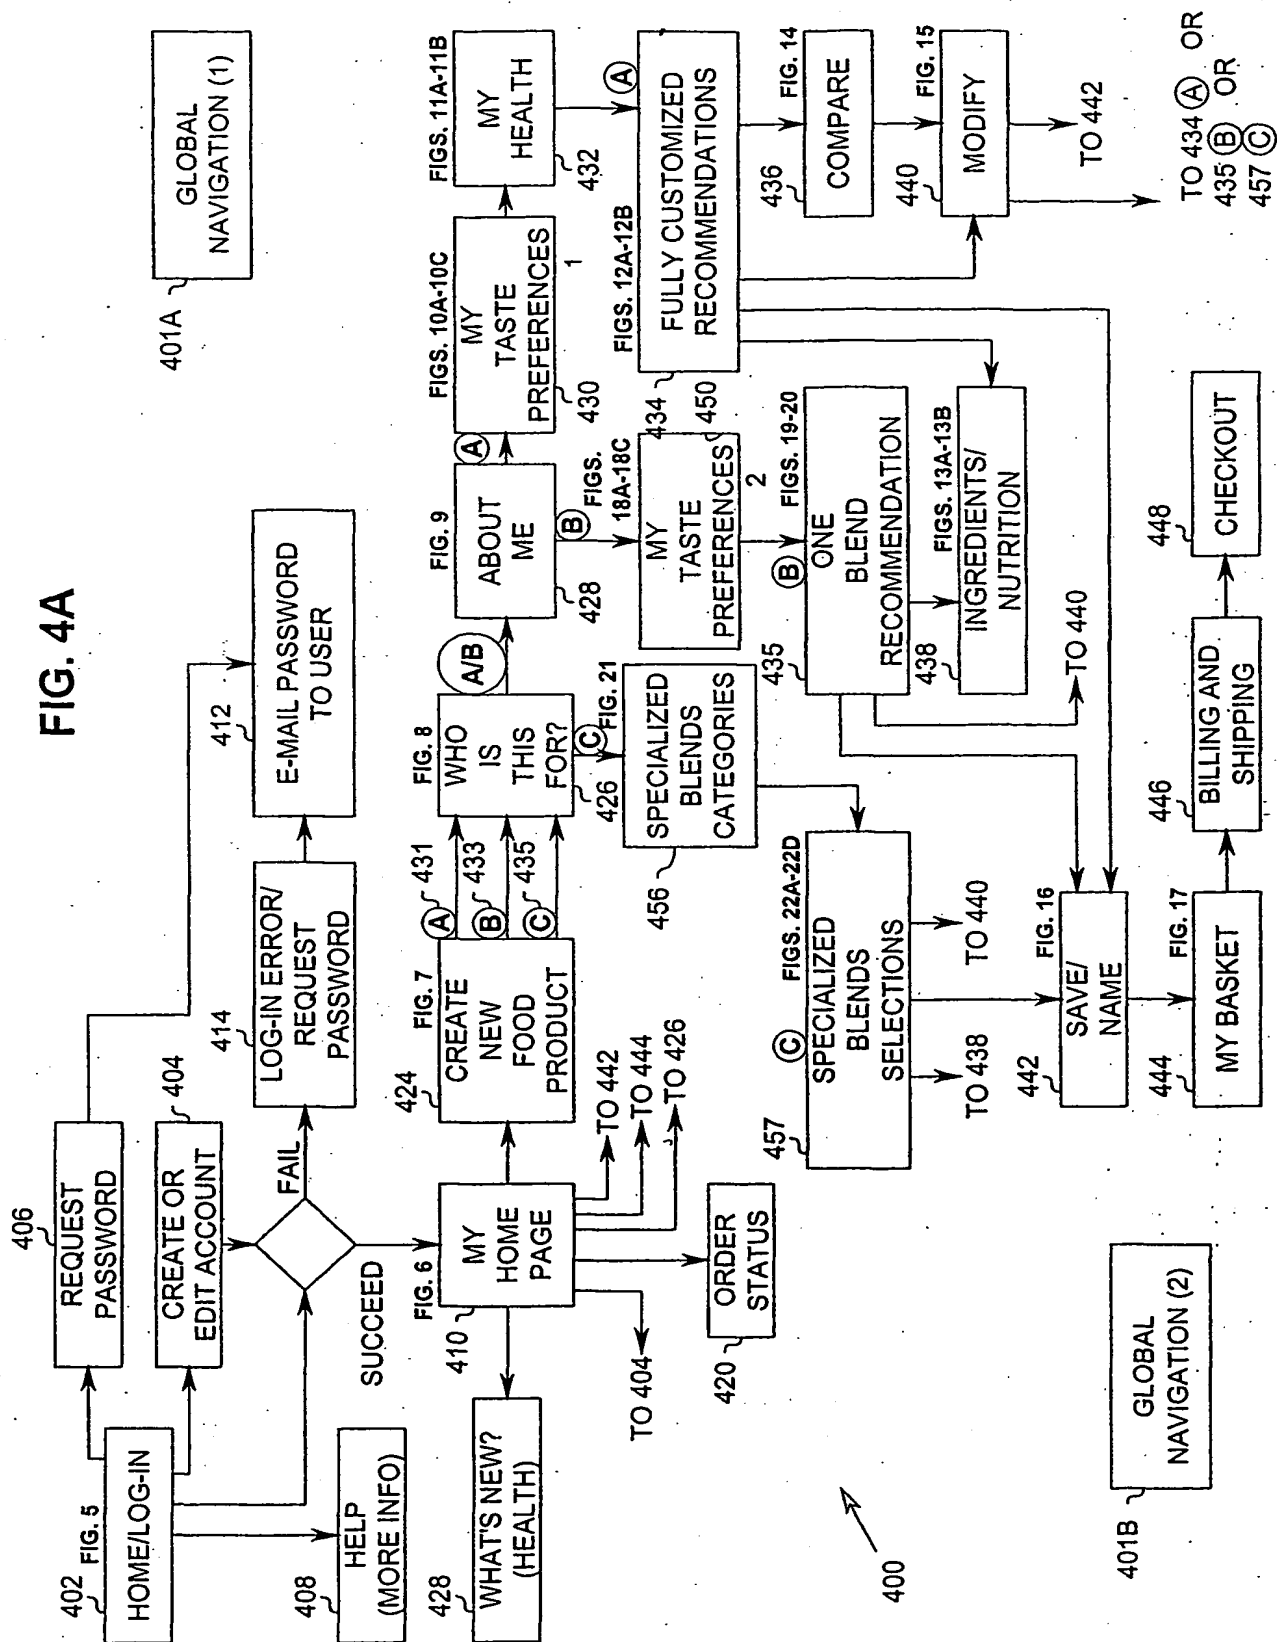 FIG. 4A
402
FIG. 5
HOME/LOG-IN
406
REQUEST
PASSWORD
404
CREATE OR
EDIT ACCOUNT
408
HELP
(MORE INFO)
FAIL
SUCCEED
414
LOG-IN ERROR/
REQUEST
PASSWORD
412
E-MAIL PASSWORD
TO USER
401A
GLOBAL
NAVIGATION (1)
428
WHAT'S NEW?
(HEALTH)
410
FIG. 6
MY
HOME
PAGE
TO 404
420
ORDER
STATUS
TO 442
TO 444
TO 426
424
FIG. 7
CREATE
NEW
FOOD
PRODUCT
A
431
B
433
C
435
FIG. 8
WHO
IS
THIS
FOR?
426
A/B
C
FIG. 21
FIG. 9
ABOUT
ME
428
A
B
FIGS.
18A-18C
FIGS. 10A-10C
MY
TASTE
PREFERENCES
1
430
FIGS. 11A-11B
MY
HEALTH
432
456
SPECIALIZED
BLENDS
CATEGORIES
MY
TASTE
PREFERENCES
2
450
FIGS. 12A-12B
A
FULLY CUSTOMIZED
RECOMMENDATIONS
434
457
C
FIGS. 22A-22D
SPECIALIZED
BLENDS
SELECTIONS
TO 438
TO 440
435
B
FIGS. 19-20
ONE
BLEND
RECOMMENDATION
438
FIGS. 13A-13B
INGREDIENTS/
NUTRITION
TO 440
436
FIG. 14
COMPARE
440
FIG. 15
MODIFY
TO 442
TO 434 A OR
435 B OR
457 C
442
FIG. 16
SAVE/
NAME
444
FIG. 17
MY BASKET
446
BILLING AND
SHIPPING
448
CHECKOUT
400
401B
GLOBAL
NAVIGATION (2)